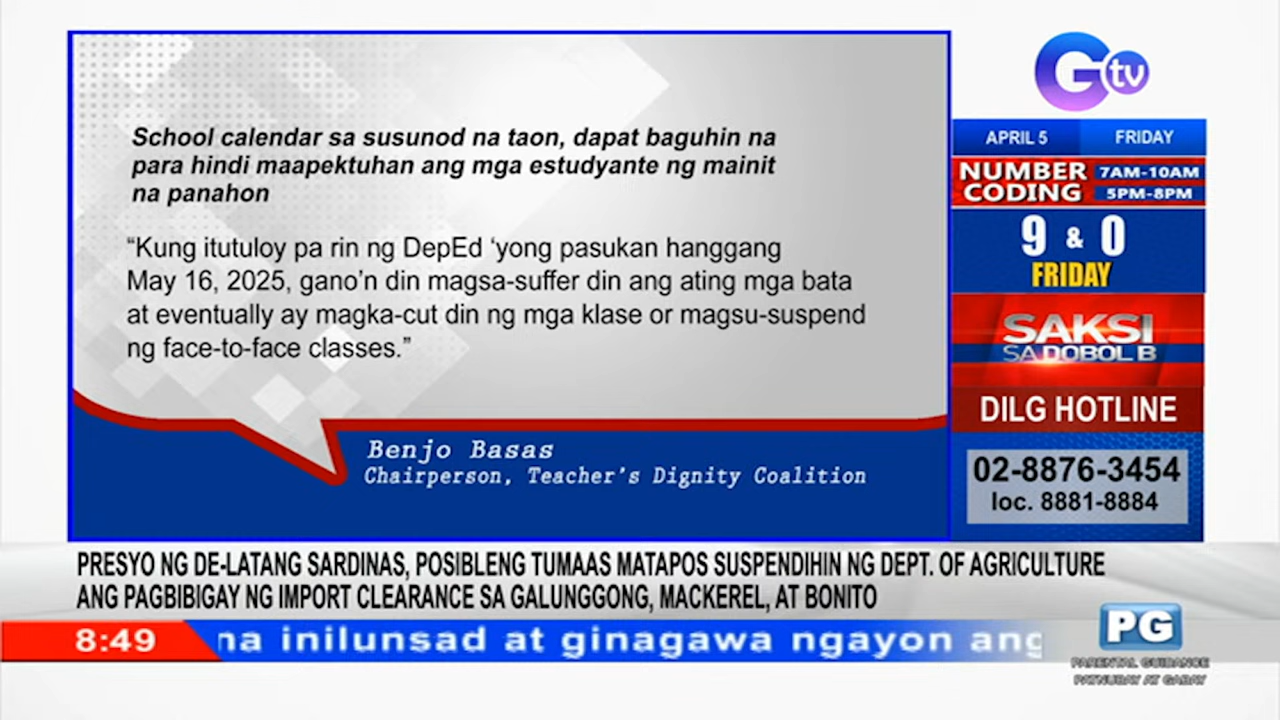 School calendar sa susunod na taon, dapat baguhin na
para hindi maapektuhan ang mga estudyante ng mainit
na panahon
“Kung itutuloy pa rin ng DepEd ‘yong pasukan hanggang
May 16, 2025, gano’n din magsa-suffer din ang ating mga bata
at eventually ay magka-cut din ng mga klase or magsu-suspend
ng face-to-face classes.”
Benjo Basas
Chairperson, Teacher’s Dignity Coalition
Gtv
APRIL 5 FRIDAY
NUMBER CODING
7AM-10AM
5PM-8PM
9 & 0
FRIDAY
SAKSI
SA DOBOL B
DILG HOTLINE
02-8876-3454
loc. 8881-8884
PRESYO NG DE-LATANG SARDINAS, POSIBLENG TUMAAS MATAPOS SUSPENDIHIN NG DEPT. OF AGRICULTURE
ANG PAGBIBIGAY NG IMPORT CLEARANCE SA GALUNGGONG, MACKEREL, AT BONITO
8:49 na inilunsad at ginagawa ngayon ang
PG
PARENTAL GUIDANCE
PATNUBAY AT GABAY